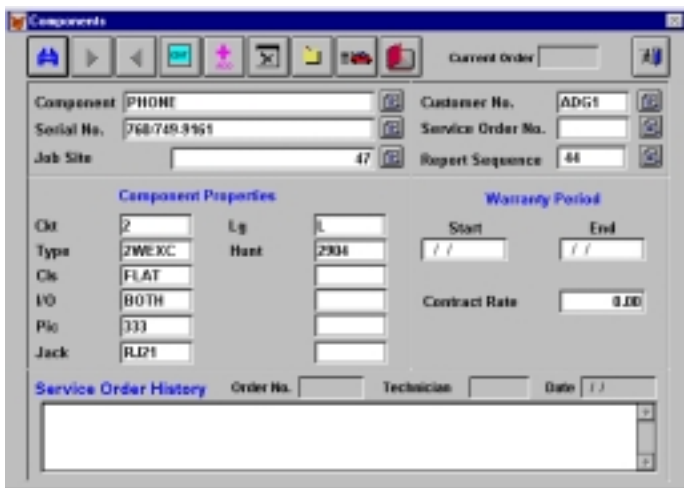 Components
Current Order
Component PHONE
Customer No. ADG1
Serial No. 760/749-9161
Service Order No.
Job Site 47
Report Sequence 44
Component Properties
Warranty Period
Ckt 2 Lg L
Start End
Type 2WEXC Hunt 2904
/ / / /
Cls FLAT
I/O BOTH
Contract Rate 0.00
Pic 333
Jack RJ21
Service Order History Order No. Technician Date / /